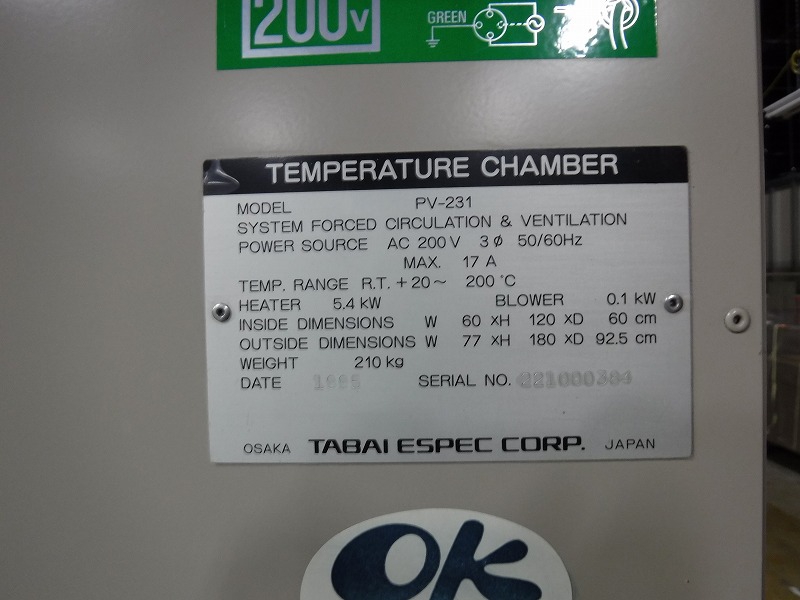 200V
GREEN
TEMPERATURE CHAMBER
MODEL PV-231
SYSTEM FORCED CIRCULATION & VENTILATION
POWER SOURCE AC 200 V 3Ø 50/60Hz
MAX. 17 A
TEMP. RANGE R.T. +20~ 200 °C
HEATER 5.4 kW BLOWER 0.1 kW
INSIDE DIMENSIONS W 60 XH 120 XD 60 cm
OUTSIDE DIMENSIONS W 77 XH 180 XD 92.5 cm
WEIGHT 210 kg
DATE SERIAL NO.
OSAKA TABAI ESPEC CORP. JAPAN
OK